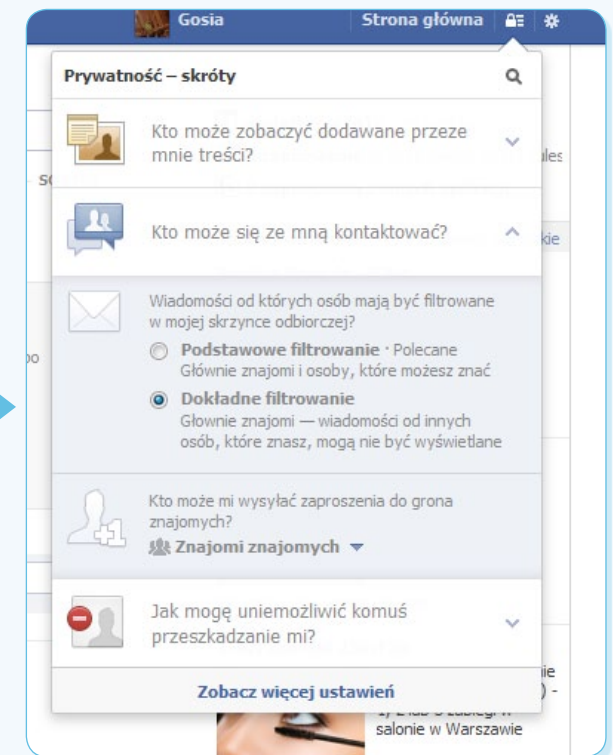 Gosia Strona główna
Prywatność – skróty
Kto może zobaczyć dodawane przeze
mnie treści?
Kto może się ze mną kontaktować?
Wiadomości od których osób mają być filtrowane
w mojej skrzynce odbiorczej?
Podstawowe filtrowanie · Polecane
Głównie znajomi i osoby, które możesz znać
Dokładne filtrowanie
Głownie znajomi — wiadomości od innych
osób, które znasz, mogą nie być wyświetlane
Kto może mi wysyłać zaproszenia do grona
znajomych?
+1
Znajomi znajomych
Jak mogę uniemożliwić komuś
przeszkadzanie mi?
Zobacz więcej ustawień
salonie w Warszawie